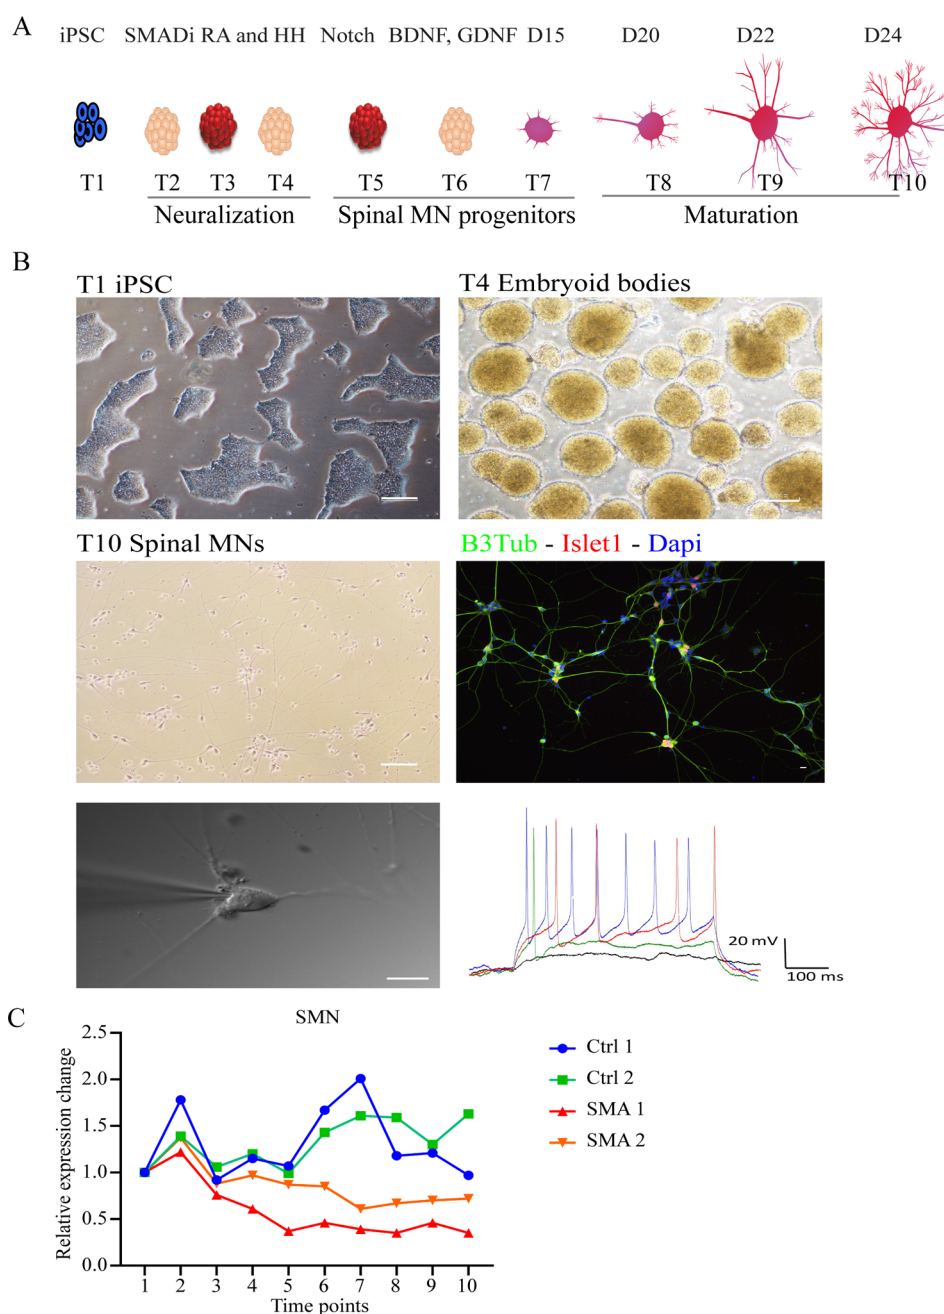 A
iPSC SMADi RA and HH Notch BDNF, GDNF D15 D20 D22 D24
T1 T2 T3 T4 T5 T6 T7 T8 T9 T10
Neuralization Spinal MN progenitors Maturation
B
T1 iPSC T4 Embryoid bodies
T10 Spinal MNs B3Tub - Islet1 - Dapi
20 mV
100 ms
C
SMN
Relative expression change
2.5
2.0
1.5
1.0
0.5
0.0
1 2 3 4 5 6 7 8 9 10
Time points
Ctrl 1
Ctrl 2
SMA 1
SMA 2